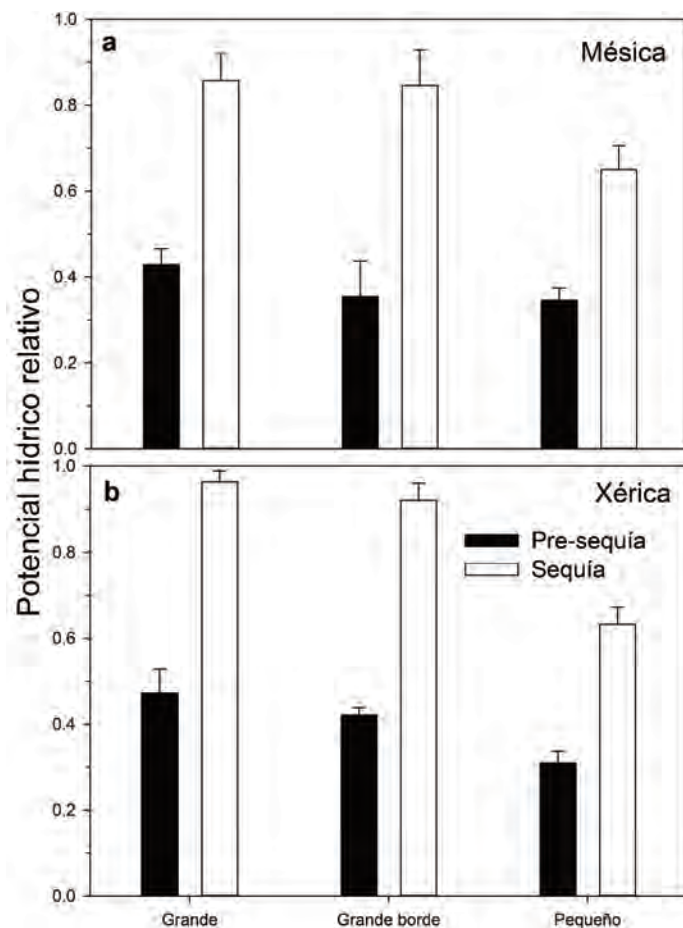 Potencial hídrico relativo
a
Mésica
1.0
0.8
0.6
0.4
0.2
0.0
b
Xérica
Pre-sequía
Sequía
1.0
0.8
0.6
0.4
0.2
0.0
Grande
Grande borde
Pequeño